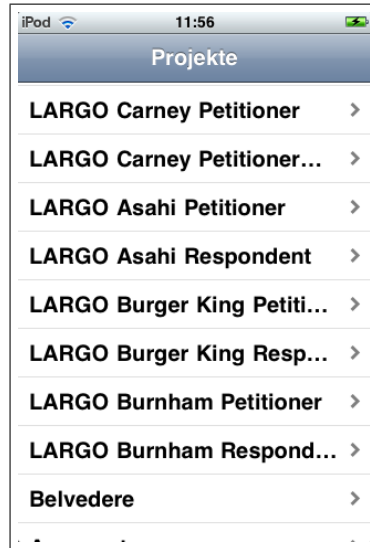 iPod 11:56
Projekte
LARGO Carney Petitioner
LARGO Carney Petitioner...
LARGO Asahi Petitioner
LARGO Asahi Respondent
LARGO Burger King Petiti...
LARGO Burger King Resp...
LARGO Burnham Petitioner
LARGO Burnham Respond...
Belvedere